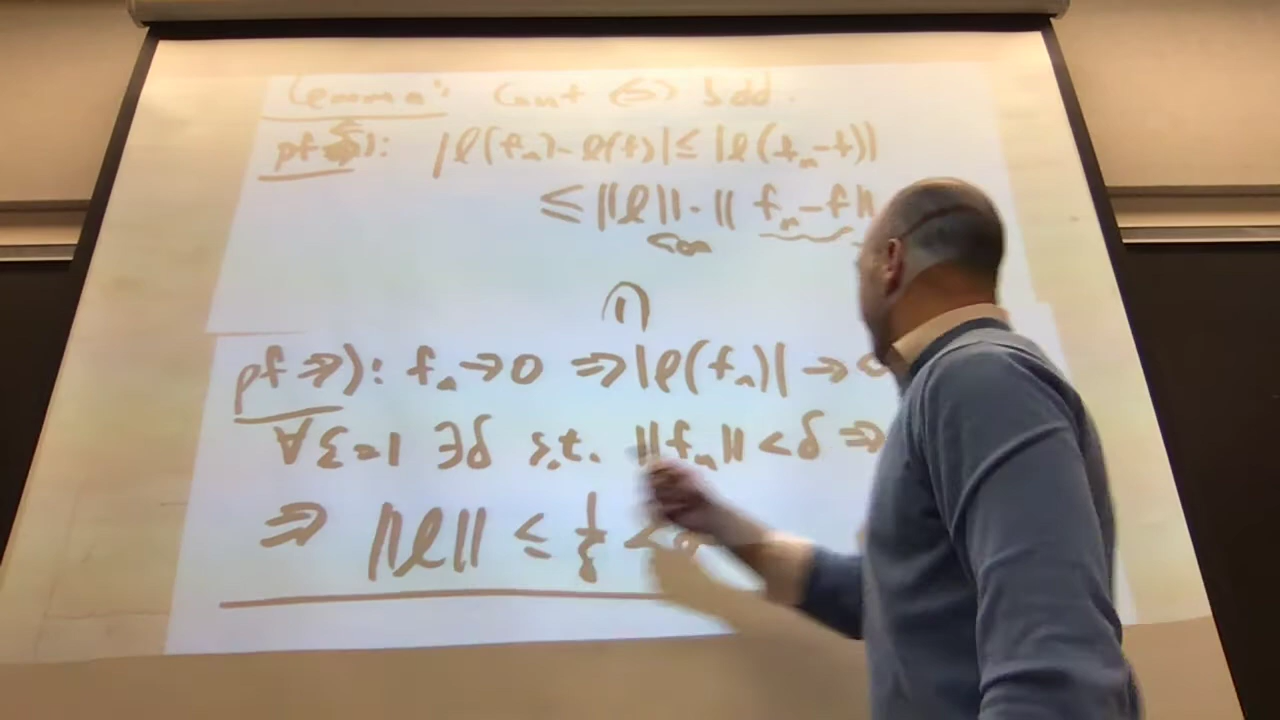 Lemma: Cont ⇔ bdd.
pf ⇐): |ℓ(fₙ)-ℓ(f)| ≤ |ℓ(fₙ-f)|
≤ ||ℓ||·|| fₙ-f||
pf ⇒): fₙ→0 ⇒ |ℓ(fₙ)| → 0
∀ε=1 ∃δ s.t. ||fₙ|| < δ ⇒
⇒ ||ℓ|| ≤ 1/δ <